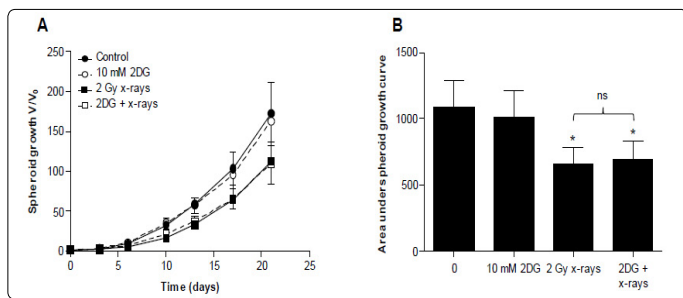 A
Spheroid growth V/V₀
250
200
150
100
50
0
Control
10 mM 2DG
2 Gy x-rays
2DG + x-rays
0 5 10 15 20 25
Time (days)
B
Area under spheroid growth curve
1500
1000
500
0
ns
* *
0 10 mM 2DG 2 Gy x-rays 2DG +
x-rays